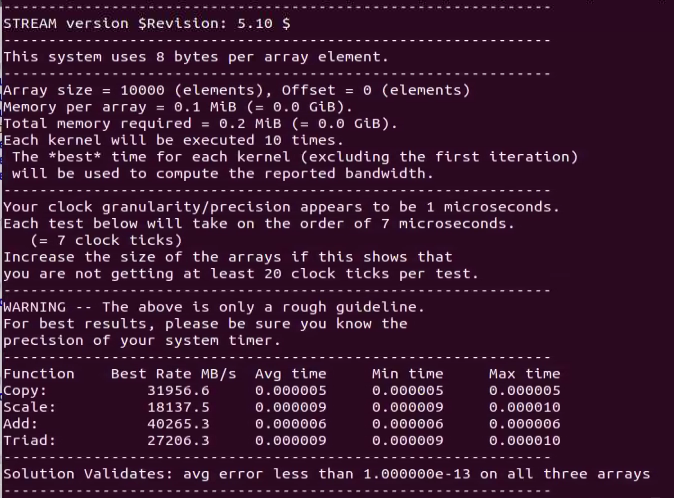 -------------------------------------------------------------
STREAM version $Revision: 5.10 $
-------------------------------------------------------------
This system uses 8 bytes per array element.
-------------------------------------------------------------
Array size = 10000 (elements), Offset = 0 (elements)
Memory per array = 0.1 MiB (= 0.0 GiB).
Total memory required = 0.2 MiB (= 0.0 GiB).
Each kernel will be executed 10 times.
 The *best* time for each kernel (excluding the first iteration)
 will be used to compute the reported bandwidth.
-------------------------------------------------------------
Your clock granularity/precision appears to be 1 microseconds.
Each test below will take on the order of 7 microseconds.
   (= 7 clock ticks)
Increase the size of the arrays if this shows that
you are not getting at least 20 clock ticks per test.
-------------------------------------------------------------
WARNING -- The above is only a rough guideline.
For best results, please be sure you know the
precision of your system timer.
-------------------------------------------------------------
Function    Best Rate MB/s  Avg time     Min time     Max time
Copy:           31956.6     0.000005     0.000005     0.000005
Scale:          18137.5     0.000009     0.000009     0.000010
Add:            40265.3     0.000006     0.000006     0.000006
Triad:          27206.3     0.000009     0.000009     0.000010
-------------------------------------------------------------
Solution Validates: avg error less than 1.000000e-13 on all three arrays
-------------------------------------------------------------